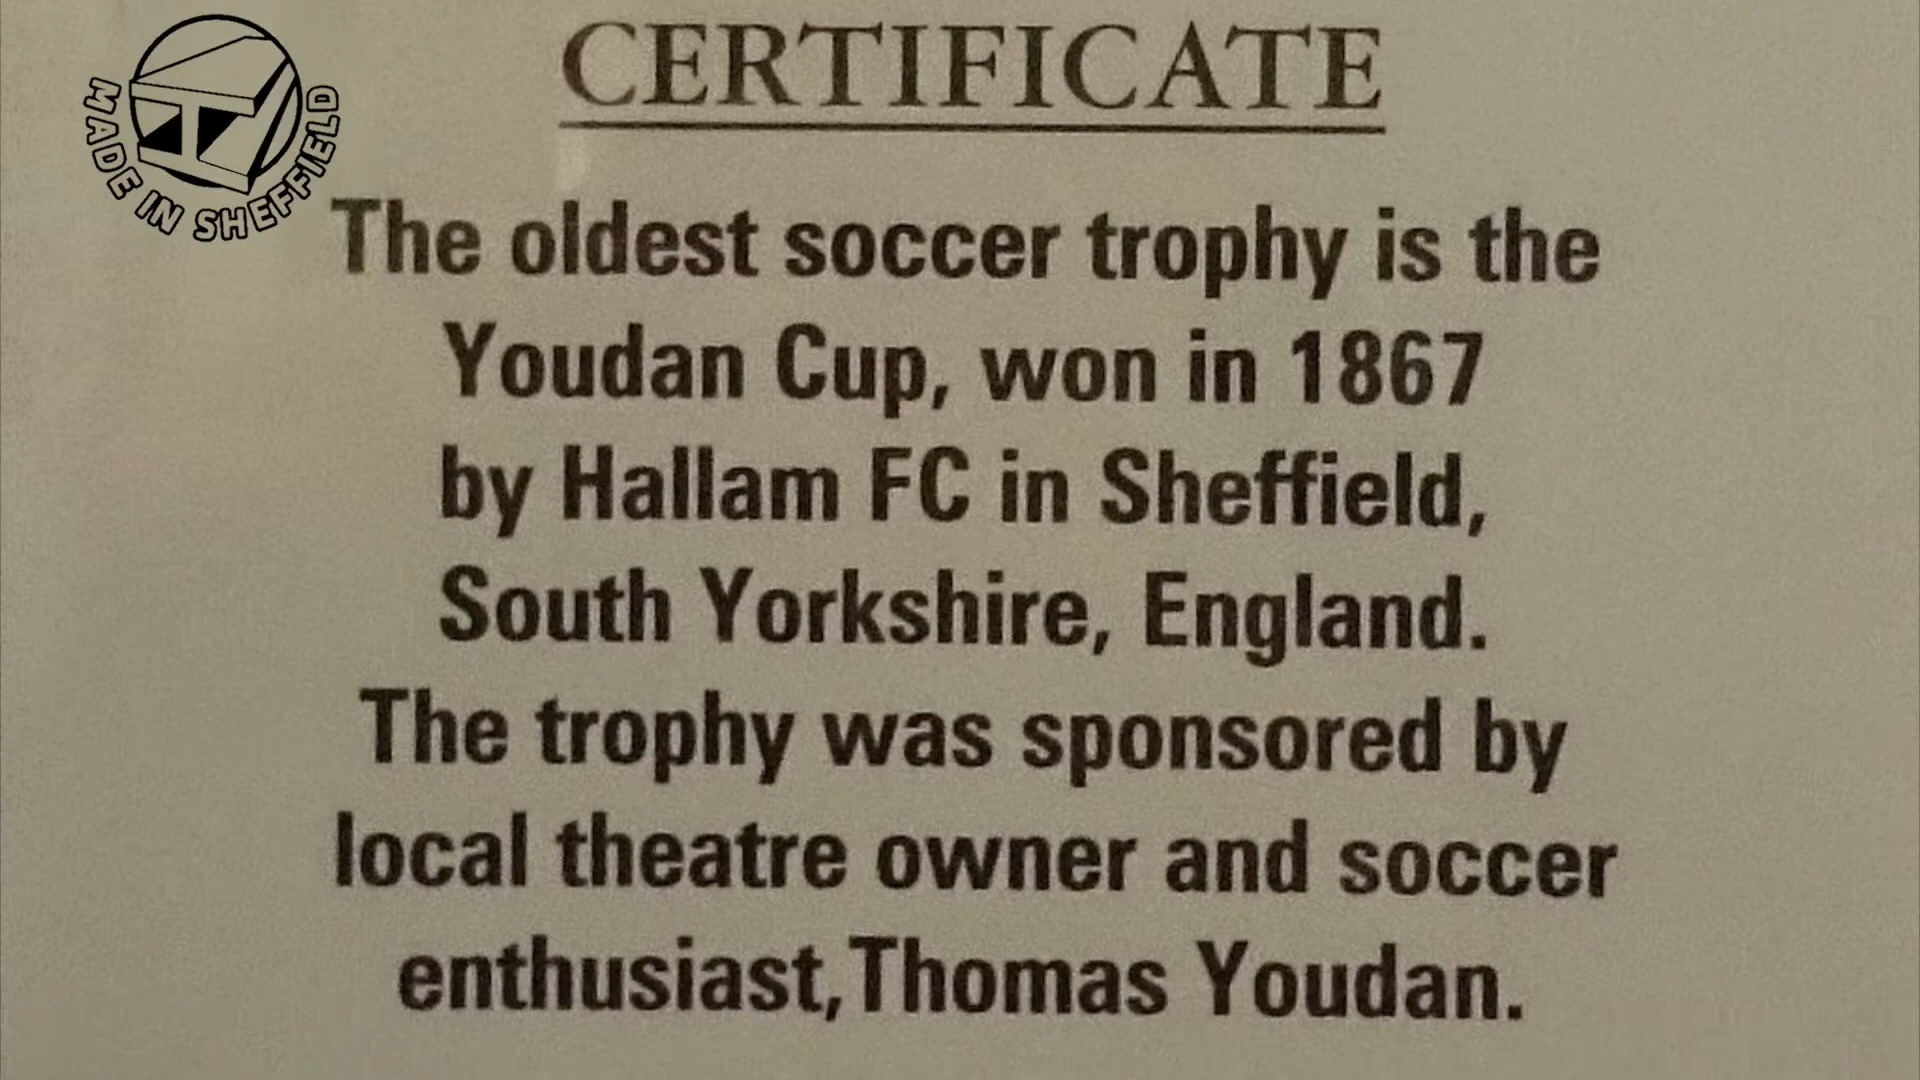 MADE IN SHEFFIELD
CERTIFICATE
The oldest soccer trophy is the
Youdan Cup, won in 1867
by Hallam FC in Sheffield,
South Yorkshire, England.
The trophy was sponsored by
local theatre owner and soccer
enthusiast, Thomas Youdan.